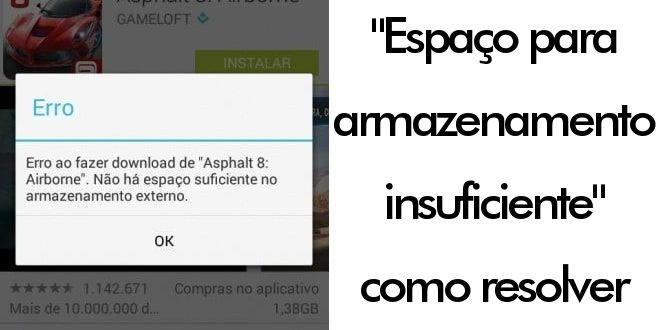 Asphalt 8: Airborne
GAMELOFT
INSTALAR
Erro
Erro ao fazer download de "Asphalt 8:
Airborne". Não há espaço suficiente no
armazenamento externo.
OK
1.142.671
Compras no aplicativo
Mais de 10.000.000 d...
1,38GB
"Espaço para
armazenamento
insuficiente"
como resolver